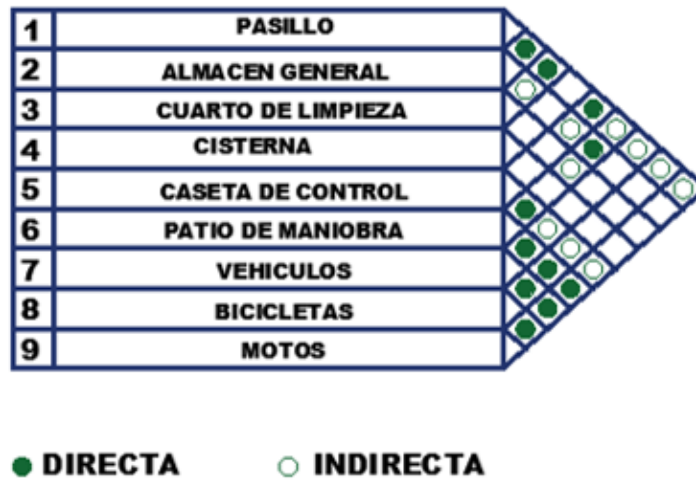 1 PASILLO
2 ALMACEN GENERAL
3 CUARTO DE LIMPIEZA
4 CISTERNA
5 CASETA DE CONTROL
6 PATIO DE MANIOBRA
7 VEHICULOS
8 BICICLETAS
9 MOTOS
DIRECTA INDIRECTA